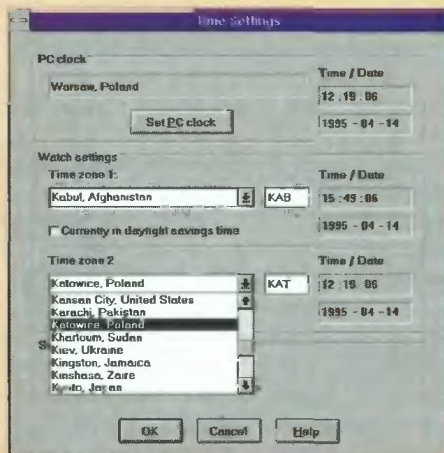 Time Settings
PC clock
Warsaw, Poland
Time / Date
12 : 19 : 06
1995 - 04 - 14
Set PC clock
Watch settings
Time zone 1:
Time / Date
Kabul, Afghanistan
KAB
15 : 49 : 06
Currently in daylight savings time
1995 - 04 - 14
Time zone 2
Time / Date
Katowice, Poland
KAT
12 19 06
Kansas City, United States
Karachi, Pakistan
Katowice, Poland
1995 - 04 - 14
Khartoum, Sudan
Kiev, Ukraine
Kingston, Jamaica
Kinshasa, Zaire
Kyoto, Japan
OK
Cancel
Help